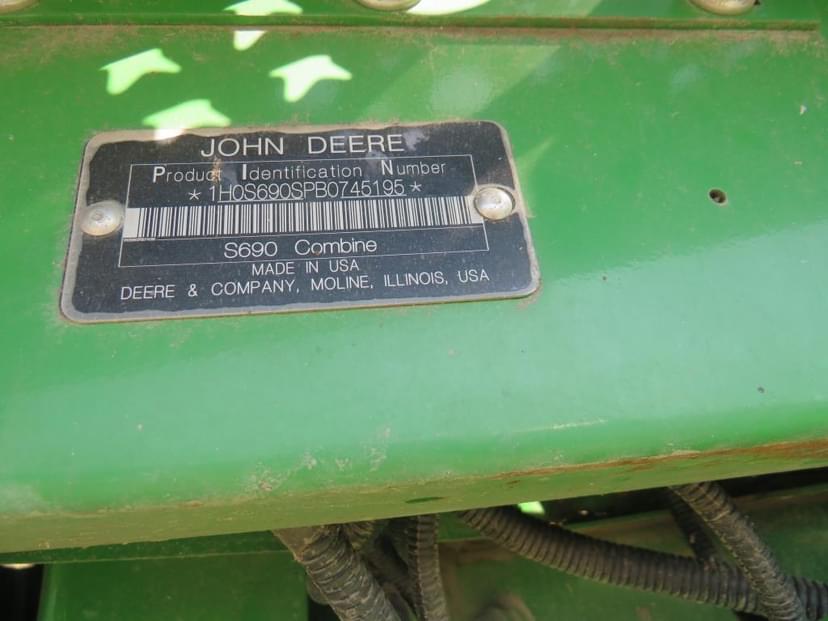 JOHN DEERE
Product Identification Number
* 1H0S690SPB0745195 *
S690 Combine
MADE IN USA
DEERE & COMPANY, MOLINE, ILLINOIS, USA